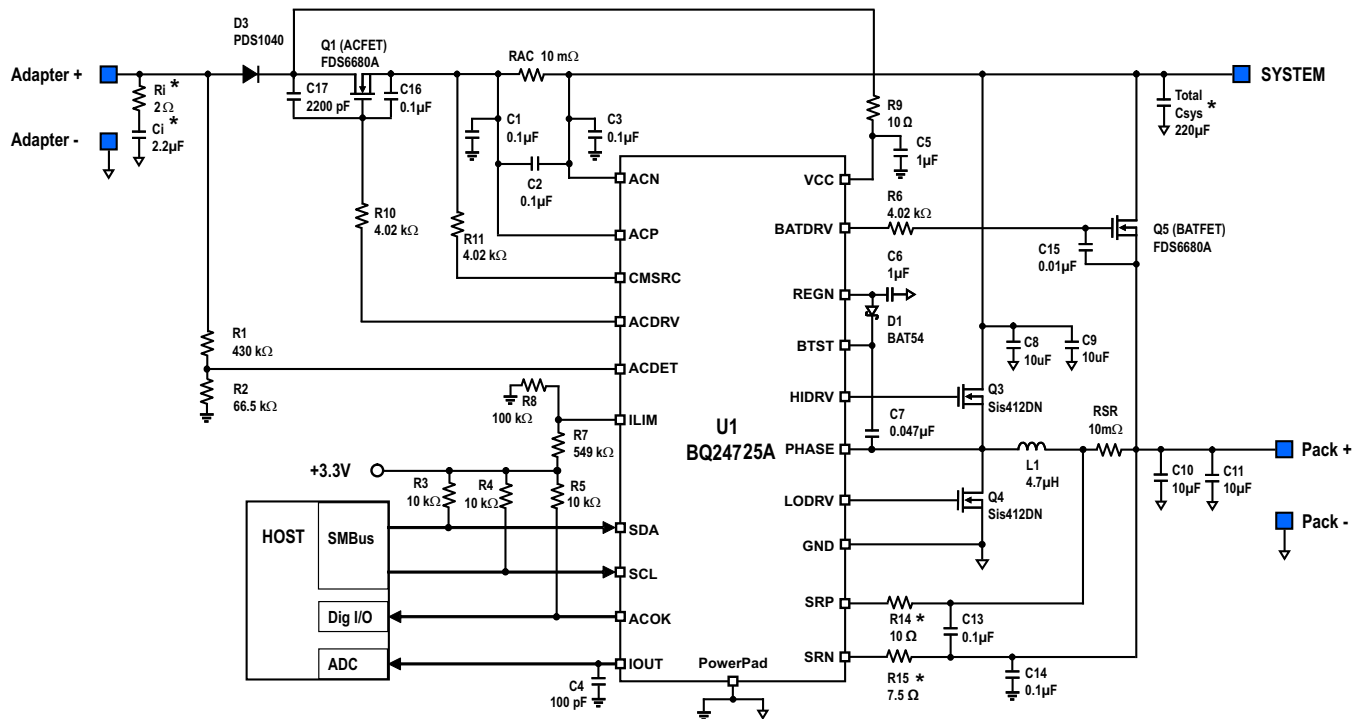 D3
PDS1040
Q1 (ACFET)
FDS6680A
RAC 10 mΩ
Adapter +
SYSTEM
Ri *
2Ω
Ci *
2.2µF
C17
2200 pF
C16
0.1µF
R9
10 Ω
Total
Csys *
220µF
Adapter -
C1
0.1µF
C3
0.1µF
C5
1µF
C2
0.1µF
ACN
VCC
R10
4.02 kΩ
R11
4.02 kΩ
ACP
BATDRV
R6
4.02 kΩ
Q5 (BATFET)
FDS6680A
C15
0.01µF
CMSRC
C6
1µF
REGN
ACDRV
D1
BAT54
R1
430 kΩ
BTST
C8
10uF
C9
10uF
ACDET
R2
66.5 kΩ
R8
100 kΩ
HIDRV
Q3
Sis412DN
ILIM
U1
BQ24725A
C7
0.047µF
RSR
10mΩ
R7
549 kΩ
PHASE
Pack +
+3.3V
L1
4.7µH
C10
10µF
C11
10µF
R3
10 kΩ
R4
10 kΩ
R5
10 kΩ
LODRV
Q4
Sis412DN
HOST
SMBus
SDA
GND
Pack -
SCL
SRP
R14 *
10 Ω
C13
0.1µF
Dig I/O
ACOK
ADC
IOUT
PowerPad
SRN
R15 *
7.5 Ω
C14
0.1µF
C4
100 pF